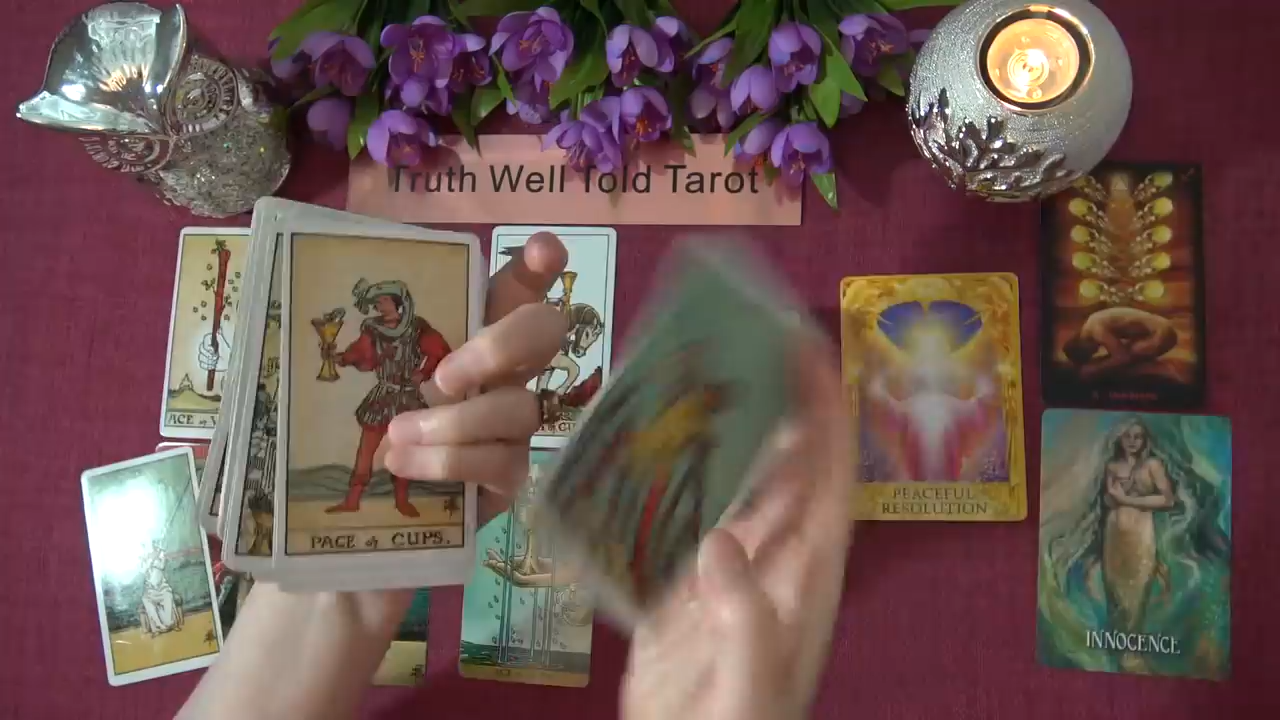 Truth Well Told Tarot
ACE of
PAGE of CUPS.
PEACEFUL
RESOLUTION
INNOCENCE